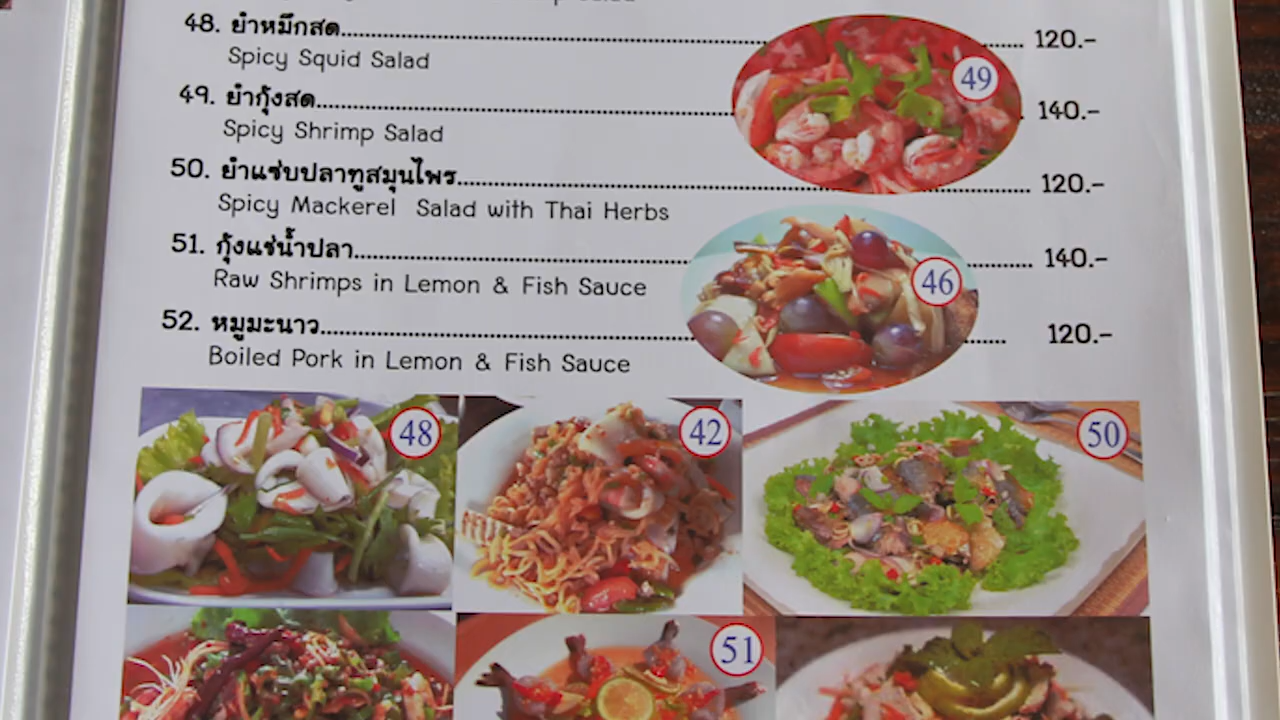 48. ยำหมึกสด 120.-
Spicy Squid Salad
49. ยำกุ้งสด 140.-
Spicy Shrimp Salad
50. ยำแซ่บปลาทูสมุนไพร 120.-
Spicy Mackerel Salad with Thai Herbs
51. กุ้งแช่น้ำปลา 140.-
Raw Shrimps in Lemon & Fish Sauce
52. หมูมะนาว 120.-
Boiled Pork in Lemon & Fish Sauce
49
46
48
42
50
51